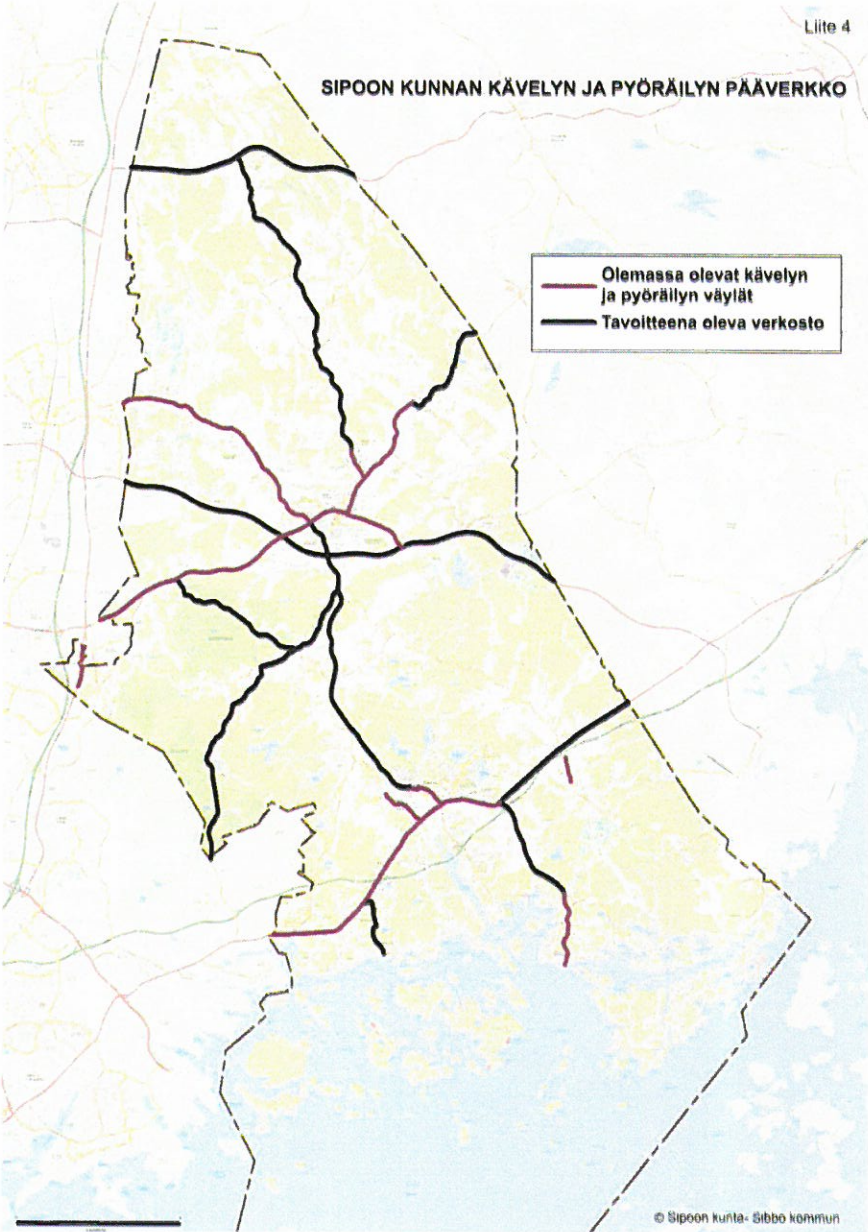 Liite 4
SIPOON KUNNAN KÄVELYN JA PYÖRÄILYN PÄÄVERKKO
Olemassa olevat kävelyn
ja pyöräilyn väylät
Tavoitteena oleva verkosto
© Sipoon kunta- Sibbo kommun